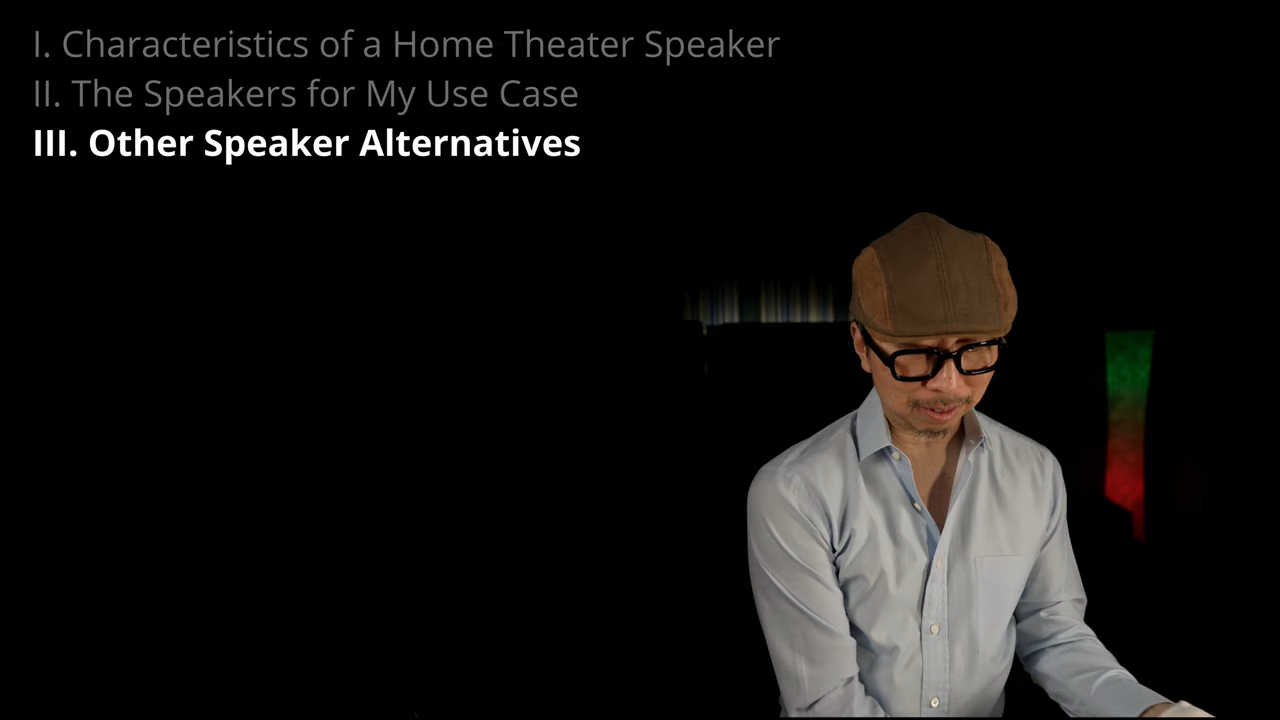 I. Characteristics of a Home Theater Speaker
II. The Speakers for My Use Case
III. Other Speaker Alternatives